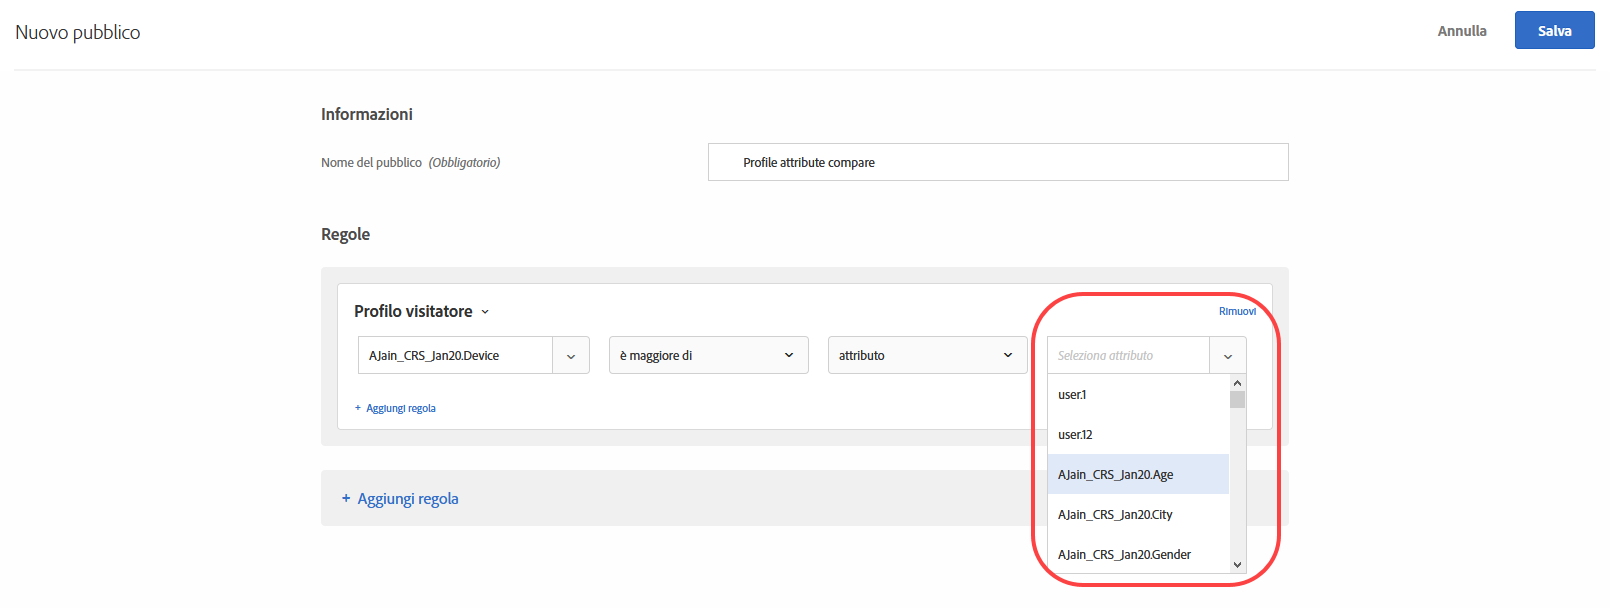 Nuovo pubblico
Annulla
Salva
Informazioni
Nome del pubblico (Obbligatorio)
Profile attribute compare
Regole
Profilo visitatore
Rimuovi
AJain_CRS_Jan20.Device
è maggiore di
attributo
Seleziona attributo
user.1
+ Aggiungi regola
user.12
AJain_CRS_Jan20.Age
+ Aggiungi regola
AJain_CRS_Jan20.City
AJain_CRS_Jan20.Gender